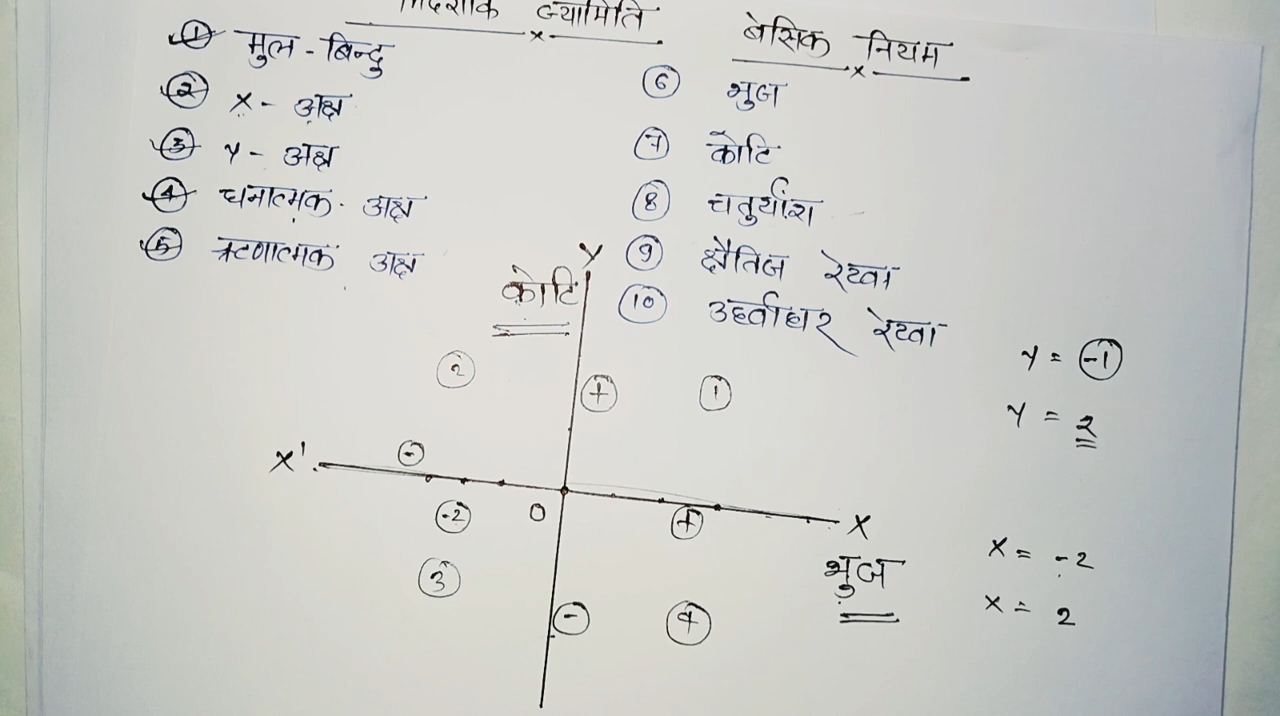 निर्देशांक ज्यामिति
बेसिक नियम
① मुल - बिन्दु
② x - अक्ष
③ y - अक्ष
④ धनात्मक - अक्ष
⑤ ऋणात्मक अक्ष
⑥ भुज
⑦ कोटि
⑧ चतुर्थांश
⑨ क्षैतिज रेखा
⑩ उर्ध्वाधर रेखा
Y
कोटि
② + ①
X' -
-2 O + X
③ भुज
- ④
y = -1
y = 2
x = -2
x = 2